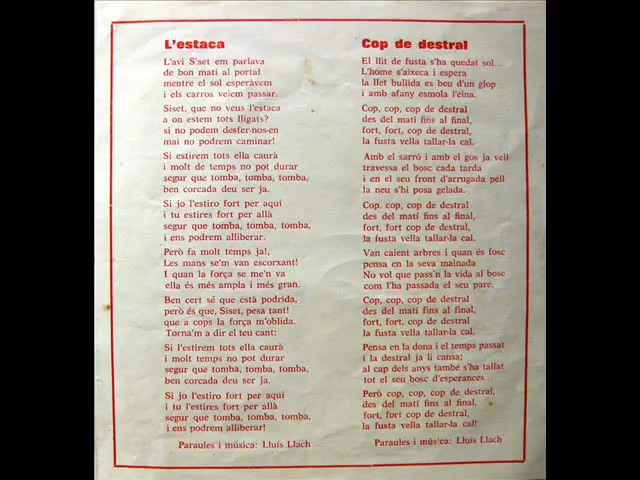 L'estaca
L'avi Siset em parlava
de bon matí al portal
mentre el sol esperàvem
i els carros vèiem passar.
Siset, que no veus l'estaca
a on estem tots lligats?
si no podem desfer-nos-en
mai no podrem caminar!
Si estirem tots ella caurà
i molt de temps no pot durar
segur que tomba, tomba, tomba,
ben corcada deu ser ja.
Si jo l'estiro fort per aquí
i tu estires fort per allà
segur que tomba, tomba, tomba,
i ens podrem alliberar.
Però fa molt temps ja!,
Les mans se'm van escorxant!
I quan la força se me'n va
ella és més ampla i més gran.
Ben cert sé que està podrida,
però és que, Siset, pesa tant!
que a cops la força m'oblida.
Torna'm a dir el teu cant:
Si l'estirem tots ella caurà
i molt temps no pot durar
segur que tomba, tomba, tomba,
ben corcada deu ser ja.
Si jo l'estiro fort per aquí
i tu l'estires fort per allà
segur que tomba, tomba, tomba,
i ens podrem alliberar!
Paraules i música: Lluís Llach
Cop de destral
El llit de fusta s'ha quedat sol...
L'home s'aixeca i espera
la llet bullida es beu d'un glop
i amb afany esmola l'eina.
Cop, cop, cop de destral
des del matí fins al final,
fort, fort, cop de destral,
la fusta vella tallar-la cal.
Amb el sarró i amb el gos ja vell
travessa el bosc cada tarda
i en el seu front d'arrugada pell
la neu s'hi posa gelada.
Cop, cop, cop de destral
des del matí fins al final,
fort, fort cop de destral,
la fusta vella tallar-la cal.
Van caient arbres i quan és fosc
pensa en la seva mainada
No vol que pass'n la vida al bosc
com l'ha passada el seu pare.
Cop, cop, cop de destral
des del matí fins al final,
fort, fort, cop de destral
la fusta vella tallar-la cal.
Pensa en la dona i el temps passat
i la destral ja li cansa;
al cap dels anys també s'ha tallat
tot el seu bosc d'esperances...
Però cop, cop, cop de destral,
des del matí fins al final,
fort, fort cop de destral,
la fusta vella tallar-la cal!
Paraules i música: Lluís Llach